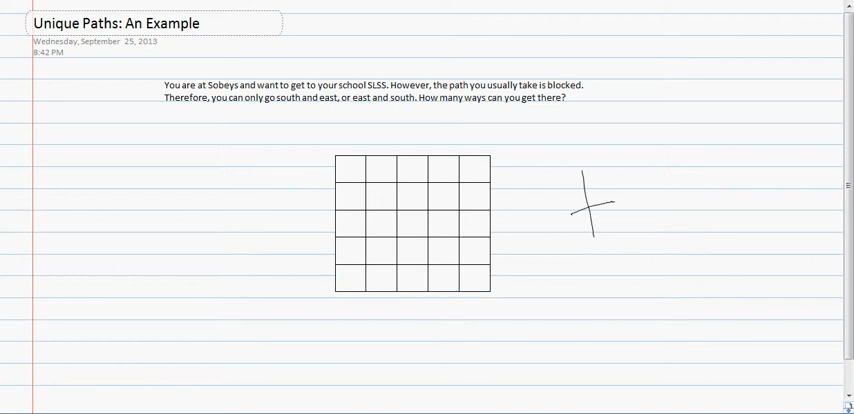 Unique Paths: An Example
Wednesday, September 25, 2013
8:42 PM
You are at Sobeys and want to get to your school SLSS. However, the path you usually take is blocked.
Therefore, you can only go south and east, or east and south. How many ways can you get there?